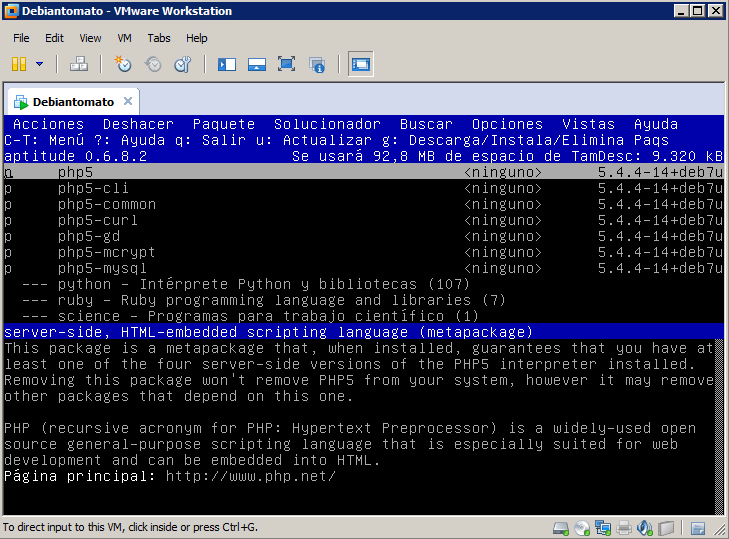 Debiantomato - VMware Workstation
File Edit View VM Tabs Help
Debiantomato
Acciones Deshacer Paquete Solucionador Buscar Opciones Vistas Ayuda
C-T: Menú ?: Ayuda q: Salir u: Actualizar g: Descarga/Instala/Elimina Paqs
aptitude 0.6.8.2 Se usará 92,8 MB de espacio de TamDesc: 9.320 kB
p php5 <ninguno> 5.4.4-14+deb7u
p php5-cli <ninguno> 5.4.4-14+deb7u
p php5-common <ninguno> 5.4.4-14+deb7u
p php5-curl <ninguno> 5.4.4-14+deb7u
p php5-gd <ninguno> 5.4.4-14+deb7u
p php5-mcrypt <ninguno> 5.4.4-14+deb7u
p php5-mysql <ninguno> 5.4.4-14+deb7u
--- python - Intérprete Python y bibliotecas (107)
--- ruby - Ruby programming language and libraries (7)
--- science - Programas para trabajo científico (1)
server-side, HTML-embedded scripting language (metapackage)
This package is a metapackage that, when installed, guarantees that you have at
least one of the four server-side versions of the PHP5 interpreter installed.
Removing this package won't remove PHP5 from your system, however it may remove
other packages that depend on this one.
PHP (recursive acronym for PHP: Hypertext Preprocessor) is a widely-used open
source general-purpose scripting language that is especially suited for web
development and can be embedded into HTML.
Página principal: http://www.php.net/
To direct input to this VM, click inside or press Ctrl+G.